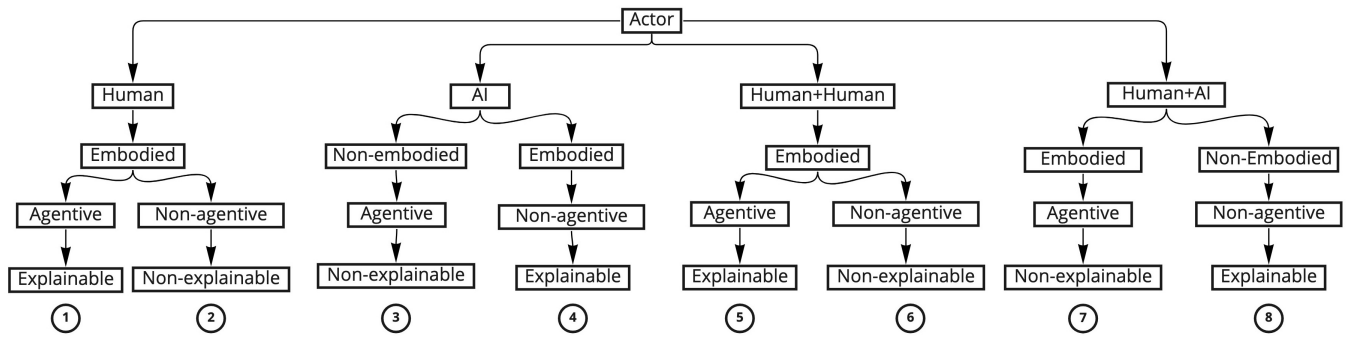 Actor
Human
AI
Human+Human
Human+AI
Embodied
Non-embodied
Embodied
Embodied
Embodied
Non-Embodied
Agentive
Non-agentive
Agentive
Non-agentive
Agentive
Non-agentive
Agentive
Non-agentive
Explainable
Non-explainable
Non-explainable
Explainable
Explainable
Non-explainable
Non-explainable
Explainable
1
2
3
4
5
6
7
8